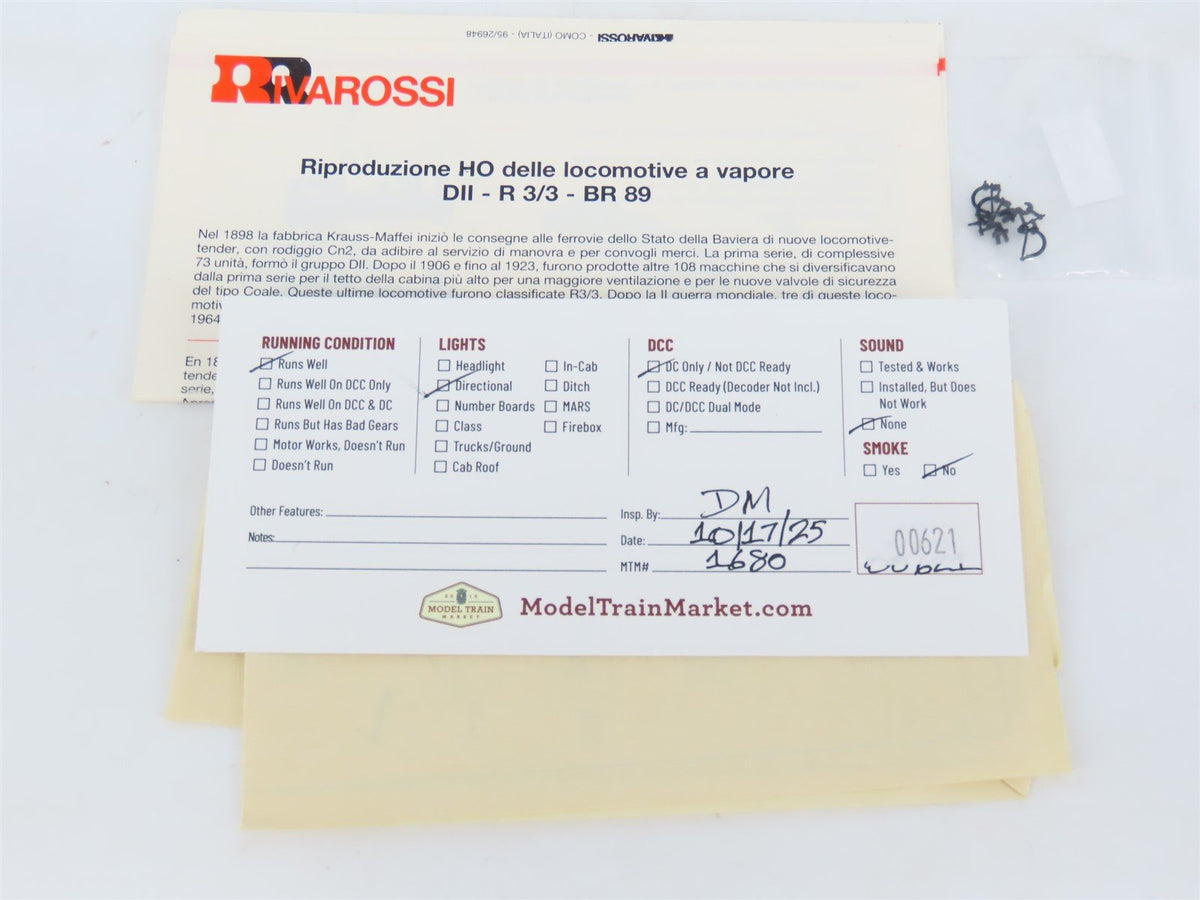 RIVAROSSI - COMO (ITALIA) - 95/26948
RIVAROSSI
Riproduzione HO delle locomotive a vapore
DII - R 3/3 - BR 89
Nel 1898 la fabbrica Krauss-Maffei iniziò le consegne alle ferrovie dello Stato della Baviera di nuove locomotive-
tender, con rodiggio Cn2, da adibire al servizio di manovra e per convogli merci. La prima serie, di complessive
73 unità, formò il gruppo DII. Dopo il 1906 e fino al 1923, furono prodotte altre 108 macchine che si diversificavano
dalla prima serie per il tetto della cabina più alto per una maggiore ventilazione e per le nuove valvole di sicurezza
del tipo Coale. Queste ultime locomotive furono classificate R3/3. Dopo la II guerra mondiale, tre di queste loco-
motiv
1964
En 18
tende
serie,
RUNNING CONDITION
Runs Well
Runs Well On DCC Only
Runs Well On DCC & DC
Runs But Has Bad Gears
Motor Works, Doesn't Run
Doesn't Run
LIGHTS
Headlight
Directional
Number Boards
Class
Trucks/Ground
Cab Roof
In-Cab
Ditch
MARS
Firebox
DCC
DC Only / Not DCC Ready
DCC Ready (Decoder Not Incl.)
DC/DCC Dual Mode
Mfg:
SOUND
Tested & Works
Installed, But Does
Not Work
None
SMOKE
Yes No
Other Features:
Notes:
Insp. By: DM
Date: 10/17/25
MTM# 1680
00621
MODEL TRAIN
MARKET
ModelTrainMarket.com